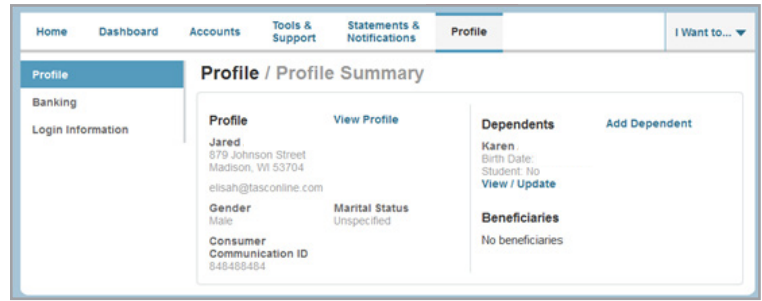 Home Dashboard Accounts Tools & Support Statements & Notifications Profile I Want to...
Profile
Banking
Login Information
Profile / Profile Summary
Profile View Profile
Jared
879 Johnson Street
Madison, WI 53704
elisah@tasconline.com
Gender Marital Status
Male Unspecified
Consumer
Communication ID
848488484
Dependents Add Dependent
Karen
Birth Date:
Student: No
View / Update
Beneficiaries
No beneficiaries